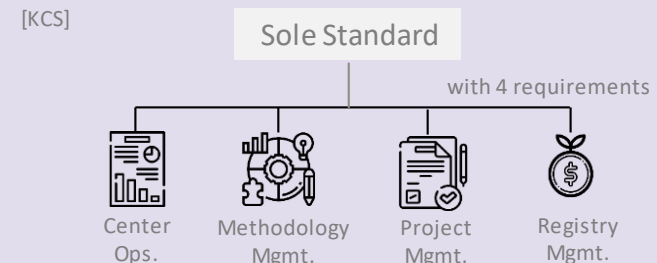 [KCS]
Sole Standard
with 4 requirements
Center
Ops.
Methodology
Mgmt.
Project
Mgmt.
Registry
Mgmt.